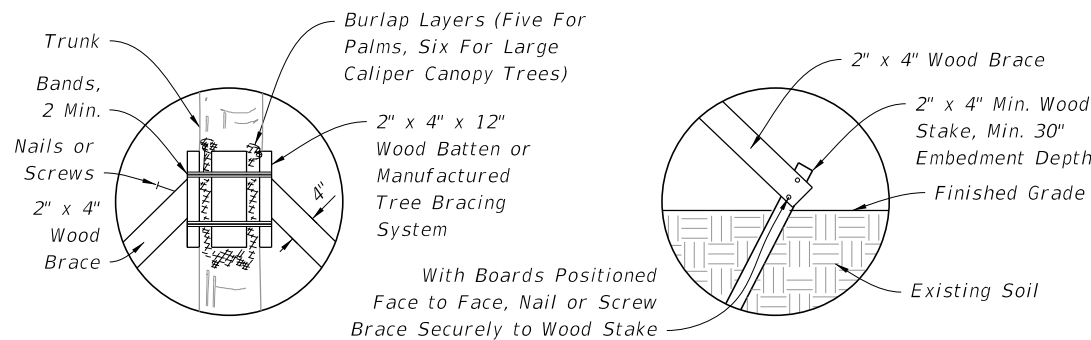 Trunk
Bands,
2 Min.
Nails or
Screws
2" x 4"
Wood
Brace
Burlap Layers (Five For
Palms, Six For Large
Caliper Canopy Trees)
2" x 4" x 12"
Wood Batten or
Manufactured
Tree Bracing
System
4"
With Boards Positioned
Face to Face, Nail or Screw
Brace Securely to Wood Stake
2" x 4" Wood Brace
2" x 4" Min. Wood
Stake, Min. 30"
Embedment Depth
Finished Grade
Existing Soil